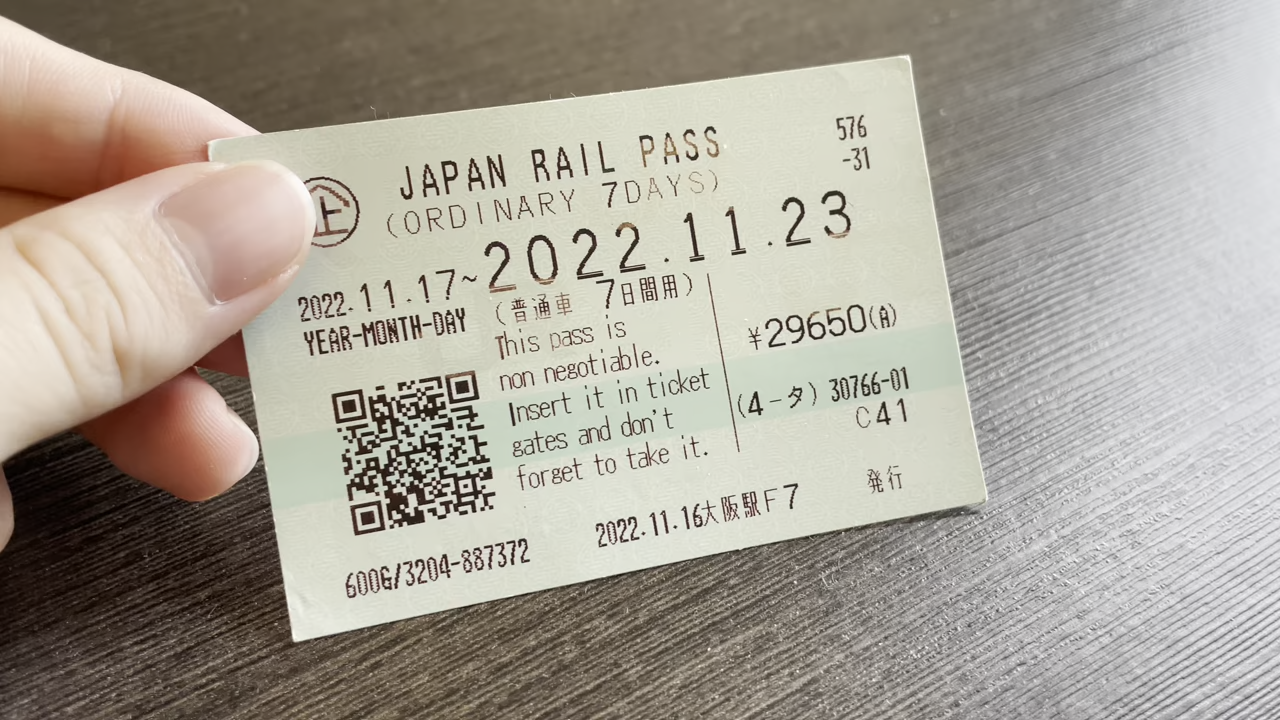 JAPAN RAIL PASS
576
-31
(ORDINARY 7DAYS)
2022.11.17~2022.11.23
YEAR-MONTH-DAY
(普通車 7日間用)
This pass is
non negotiable.
Insert it in ticket
gates and don't
forget to take it.
¥29650
(4-タ) 30766-01
C41
2022.11.16大阪駅F7
発行
600G/3204-887372